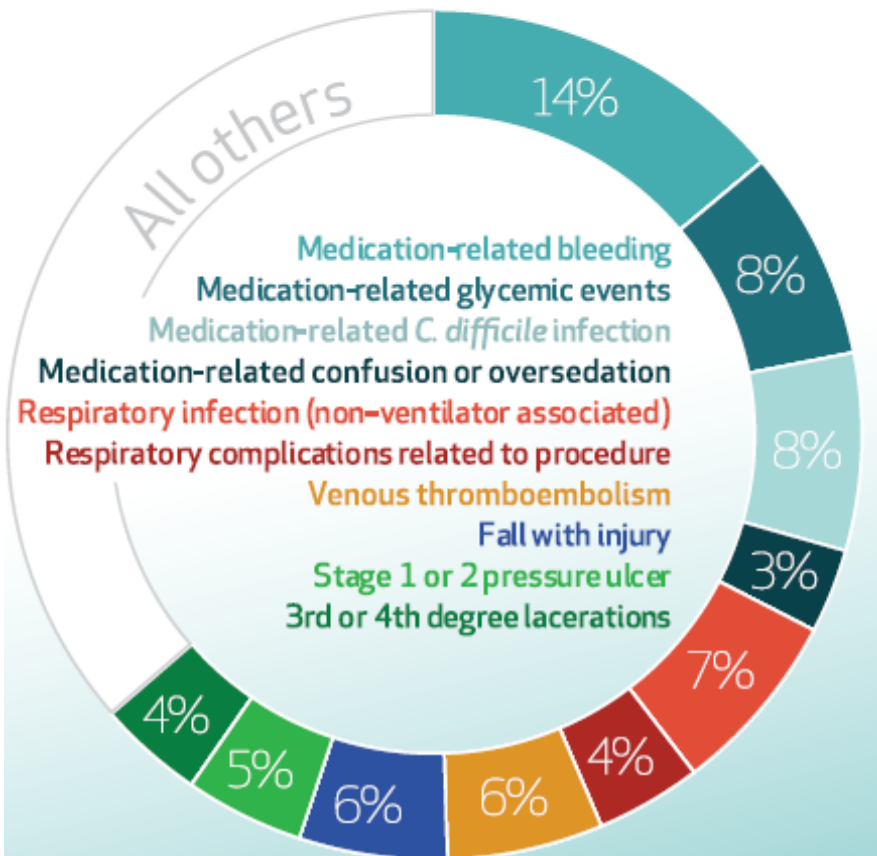 All others
14%
8%
8%
3%
7%
4%
6%
6%
5%
4%
Medication-related bleeding
Medication-related glycemic events
Medication-related C. difficile infection
Medication-related confusion or oversedation
Respiratory infection (non-ventilator associated)
Respiratory complications related to procedure
Venous thromboembolism
Fall with injury
Stage 1 or 2 pressure ulcer
3rd or 4th degree lacerations